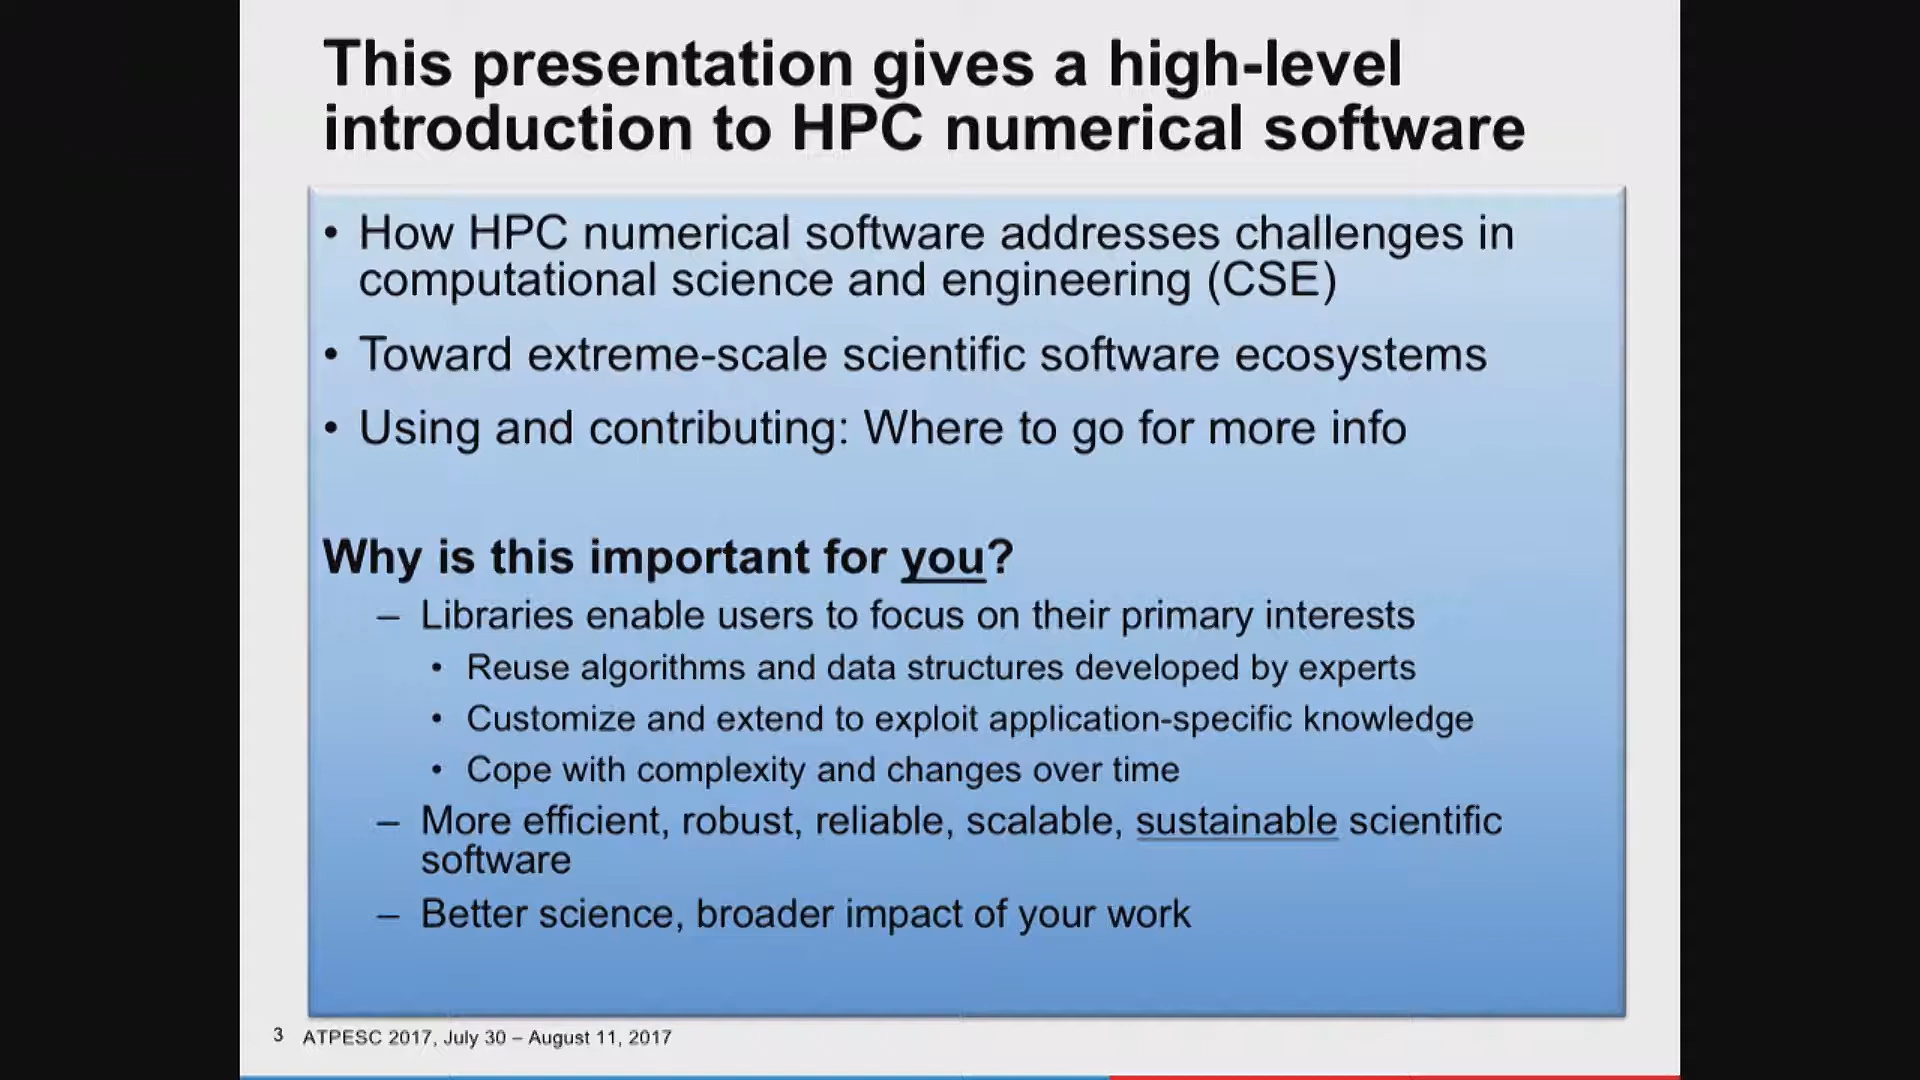 This presentation gives a high-level
introduction to HPC numerical software
• How HPC numerical software addresses challenges in
computational science and engineering (CSE)
• Toward extreme-scale scientific software ecosystems
• Using and contributing: Where to go for more info
Why is this important for you?
– Libraries enable users to focus on their primary interests
• Reuse algorithms and data structures developed by experts
• Customize and extend to exploit application-specific knowledge
• Cope with complexity and changes over time
– More efficient, robust, reliable, scalable, sustainable scientific
software
– Better science, broader impact of your work
3 ATPESC 2017, July 30 – August 11, 2017